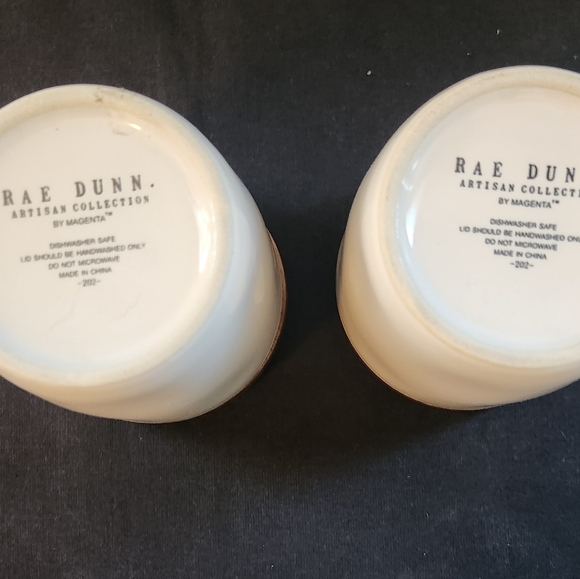 RAE DUNN.
ARTISAN COLLECTION
BY MAGENTA™
DISHWASHER SAFE
LID SHOULD BE HANDWASHED ONLY
DO NOT MICROWAVE
MADE IN CHINA
-202-
RAE DUN
ARTISAN COLLECTI
BY MAGENTA™
DISHWASHER SAFE
LID SHOULD BE HANDWASHED ONLY
DO NOT MICROWAVE
MADE IN CHINA
-202-